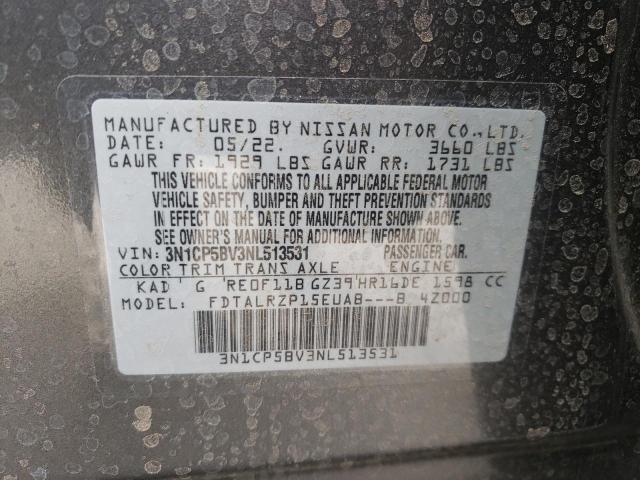 MANUFACTURED BY NISSAN MOTOR CO.,LTD.
DATE: 05/22. GVWR: 3660 LBS
GAWR FR: 1929 LBS GAWR RR: 1731 LBS
THIS VEHICLE CONFORMS TO ALL APPLICABLE FEDERAL MOTOR
VEHICLE SAFETY, BUMPER AND THEFT PREVENTION STANDARDS
IN EFFECT ON THE DATE OF MANUFACTURE SHOWN ABOVE.
SEE OWNER'S MANUAL FOR ADDITIONAL INFORMATION.
VIN: 3N1CP5BV3NL513531 PASSENGER CAR.
COLOR TRIM TRANS AXLE ENGINE
KAD G RE0F11B GZ39 HR16DE 1598 CC
MODEL: FDTALRZP15EUAB---B 4Z000
3N1CP5BV3NL513531